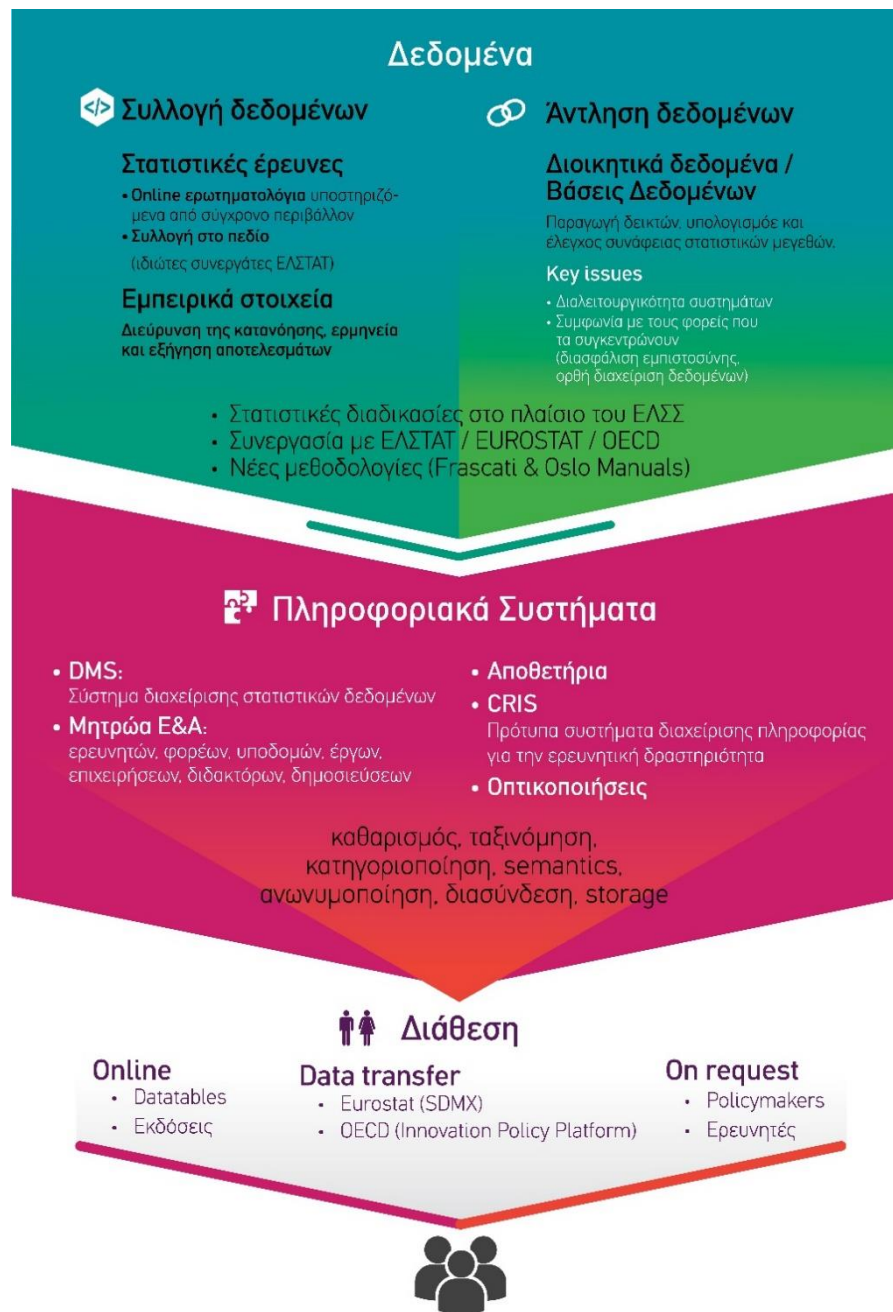 Δεδομένα
Συλλογή δεδομένων
Στατιστικές έρευνες
• Online ερωτηματολόγια υποστηριζό-
μενα από σύγχρονο περιβάλλον
• Συλλογή στο πεδίο
(ιδιώτες συνεργάτες ΕΛΣΤΑΤ)
Εμπειρικά στοιχεία
Διεύρυνση της κατανόησης, ερμηνεία
και εξήγηση αποτελεσμάτων
Άντληση δεδομένων
Διοικητικά δεδομένα /
Βάσεις Δεδομένων
Παραγωγή δεικτών, υπολογισμόε και
έλεγχος συνάφειας στατιστικών μεγεθών.
Key issues
• Διαλειτουργικότητα συστημάτων
• Συμφωνία με τους φορείς που
τα συγκεντρώνουν
(διασφάλιση εμπιστοσύνης,
ορθή διαχείριση δεδομένων)
• Στατιστικές διαδικασίες στο πλαίσιο του ΕΛΣΣ
• Συνεργασία με ΕΛΣΤΑΤ / EUROSTAT / OECD
• Νέες μεθοδολογίες (Frascati & Oslo Manuals)
Πληροφοριακά Συστήματα
• DMS:
Σύστημα διαχείρισης στατιστικών δεδομένων
• Μητρώα Ε&Α:
ερευνητών, φορέων, υποδομών, έργων,
επιχειρήσεων, διδακτόρων, δημοσιεύσεων
• Αποθετήρια
• CRIS
Πρότυπα συστήματα διαχείρισης πληροφορίας
για την ερευνητική δραστηριότητα
• Οπτικοποιήσεις
καθαρισμός, ταξινόμηση,
κατηγοριοποίηση, semantics,
ανωνυμοποίηση, διασύνδεση, storage
Διάθεση
Online
• Datatables
• Εκδόσεις
Data transfer
• Eurostat (SDMX)
• OECD (Innovation Policy Platform)
On request
• Policymakers
• Ερευνητές